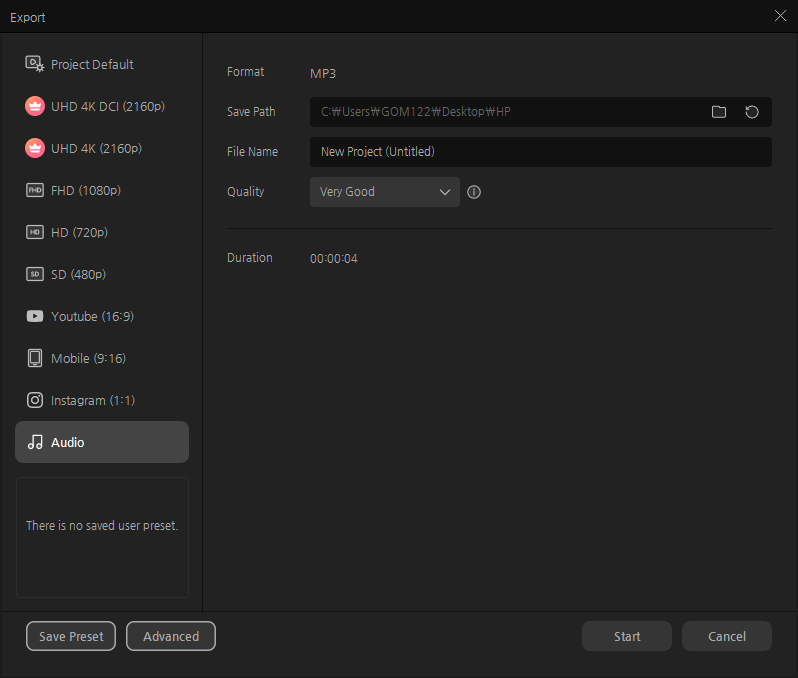 Export
Project Default
UHD 4K DCI (2160p)
UHD 4K (2160p)
FHD FHD (1080p)
HD HD (720p)
SD SD (480p)
Youtube (16:9)
Mobile (9:16)
Instagram (1:1)
Audio
There is no saved user preset.
Format MP3
Save Path C:₩Users₩GOM122₩Desktop₩HP
File Name New Project (Untitled)
Quality Very Good
Duration 00:00:04
Save Preset Advanced Start Cancel